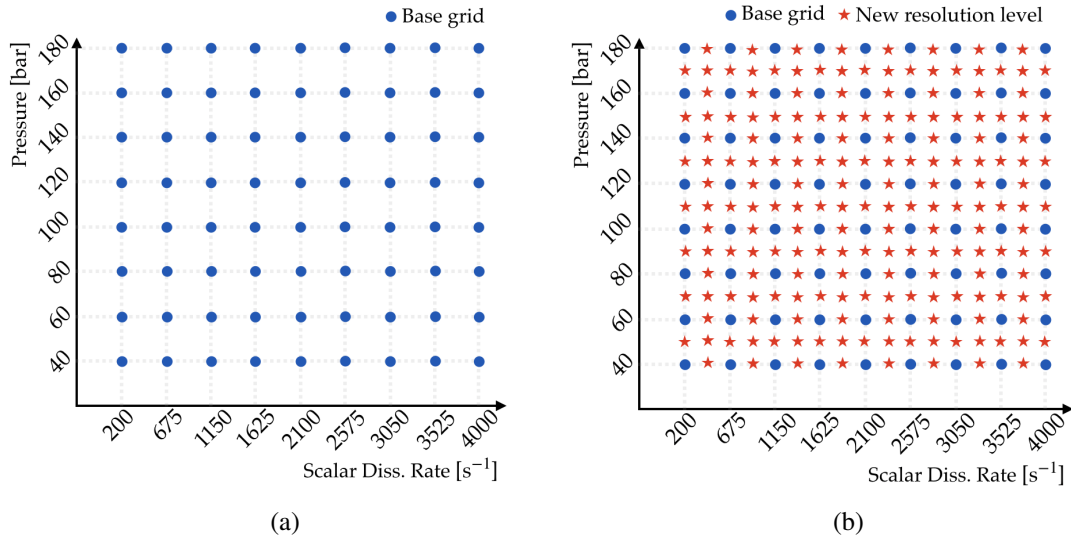 Base grid
Pressure [bar]
180
160
140
120
100
80
60
40
200 675 1150 1625 2100 2575 3050 3525 4000
Scalar Diss. Rate [s⁻¹]
(a)
Base grid New resolution level
Pressure [bar]
180
160
140
120
100
80
60
40
200 675 1150 1625 2100 2575 3050 3525 4000
Scalar Diss. Rate [s⁻¹]
(b)